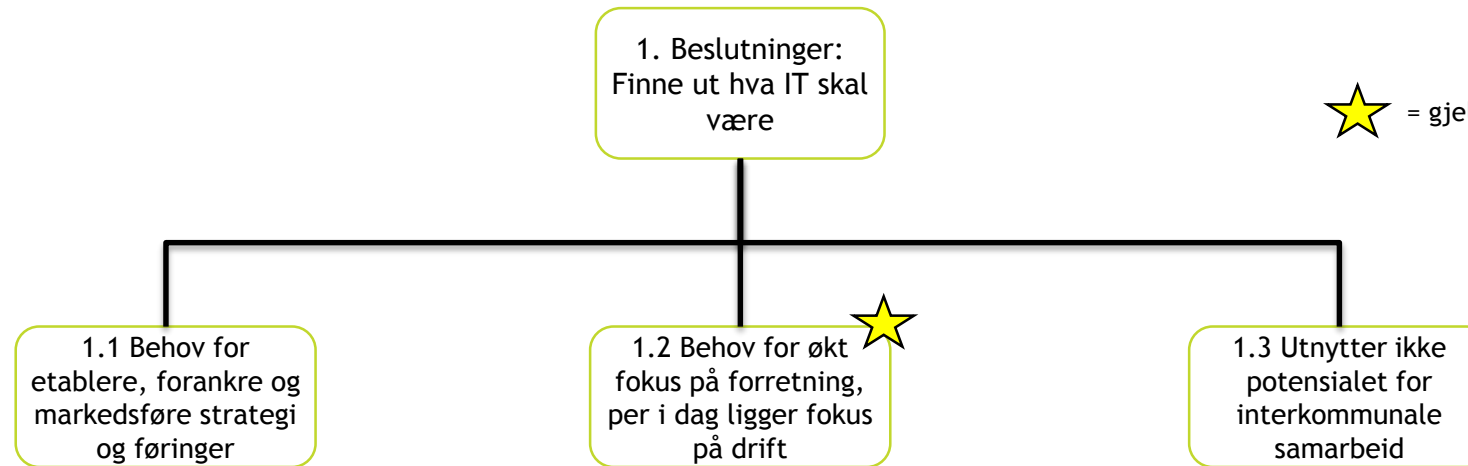 1. Beslutninger:
Finne ut hva IT skal
være
= gje
1.1 Behov for
etablere, forankre og
markedsføre strategi
og føringer
1.2 Behov for økt
fokus på forretning,
per i dag ligger fokus
på drift
1.3 Utnytter ikke
potensialet for
interkommunale
samarbeid